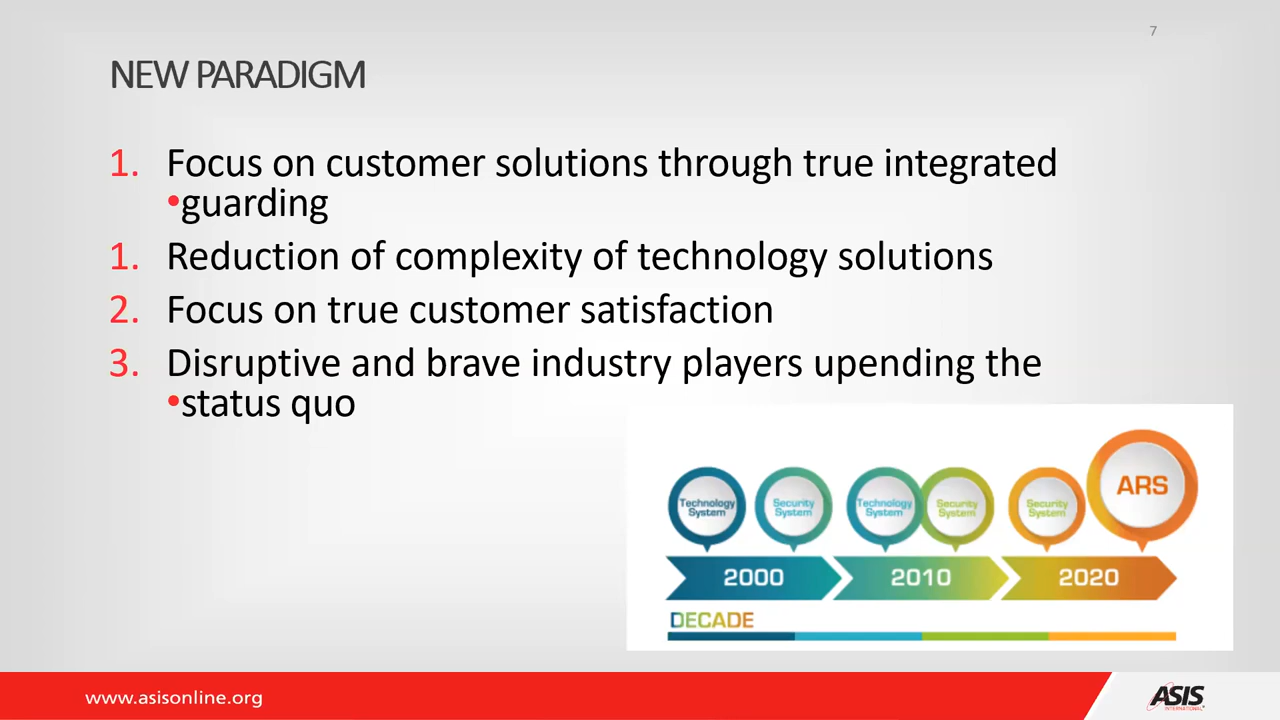 7
NEW PARADIGM
1. Focus on customer solutions through true integrated
•guarding
1. Reduction of complexity of technology solutions
2. Focus on true customer satisfaction
3. Disruptive and brave industry players upending the
•status quo
Technology System
Security System
Technology System
Security System
Security System
ARS
2000
2010
2020
DECADE
www.asisonline.org
ASIS
INTERNATIONAL